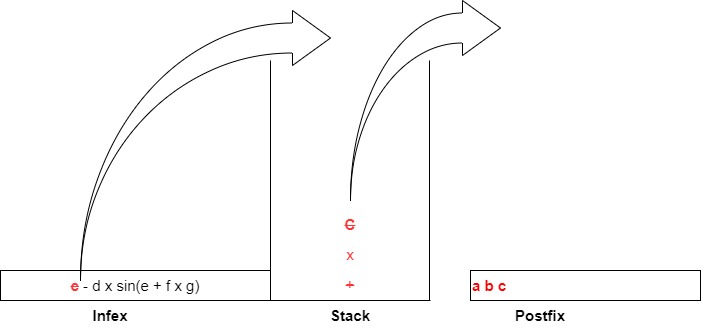 C
x
+
c - d x sin(e + f x g)
a b c
Infex
Stack
Postfix